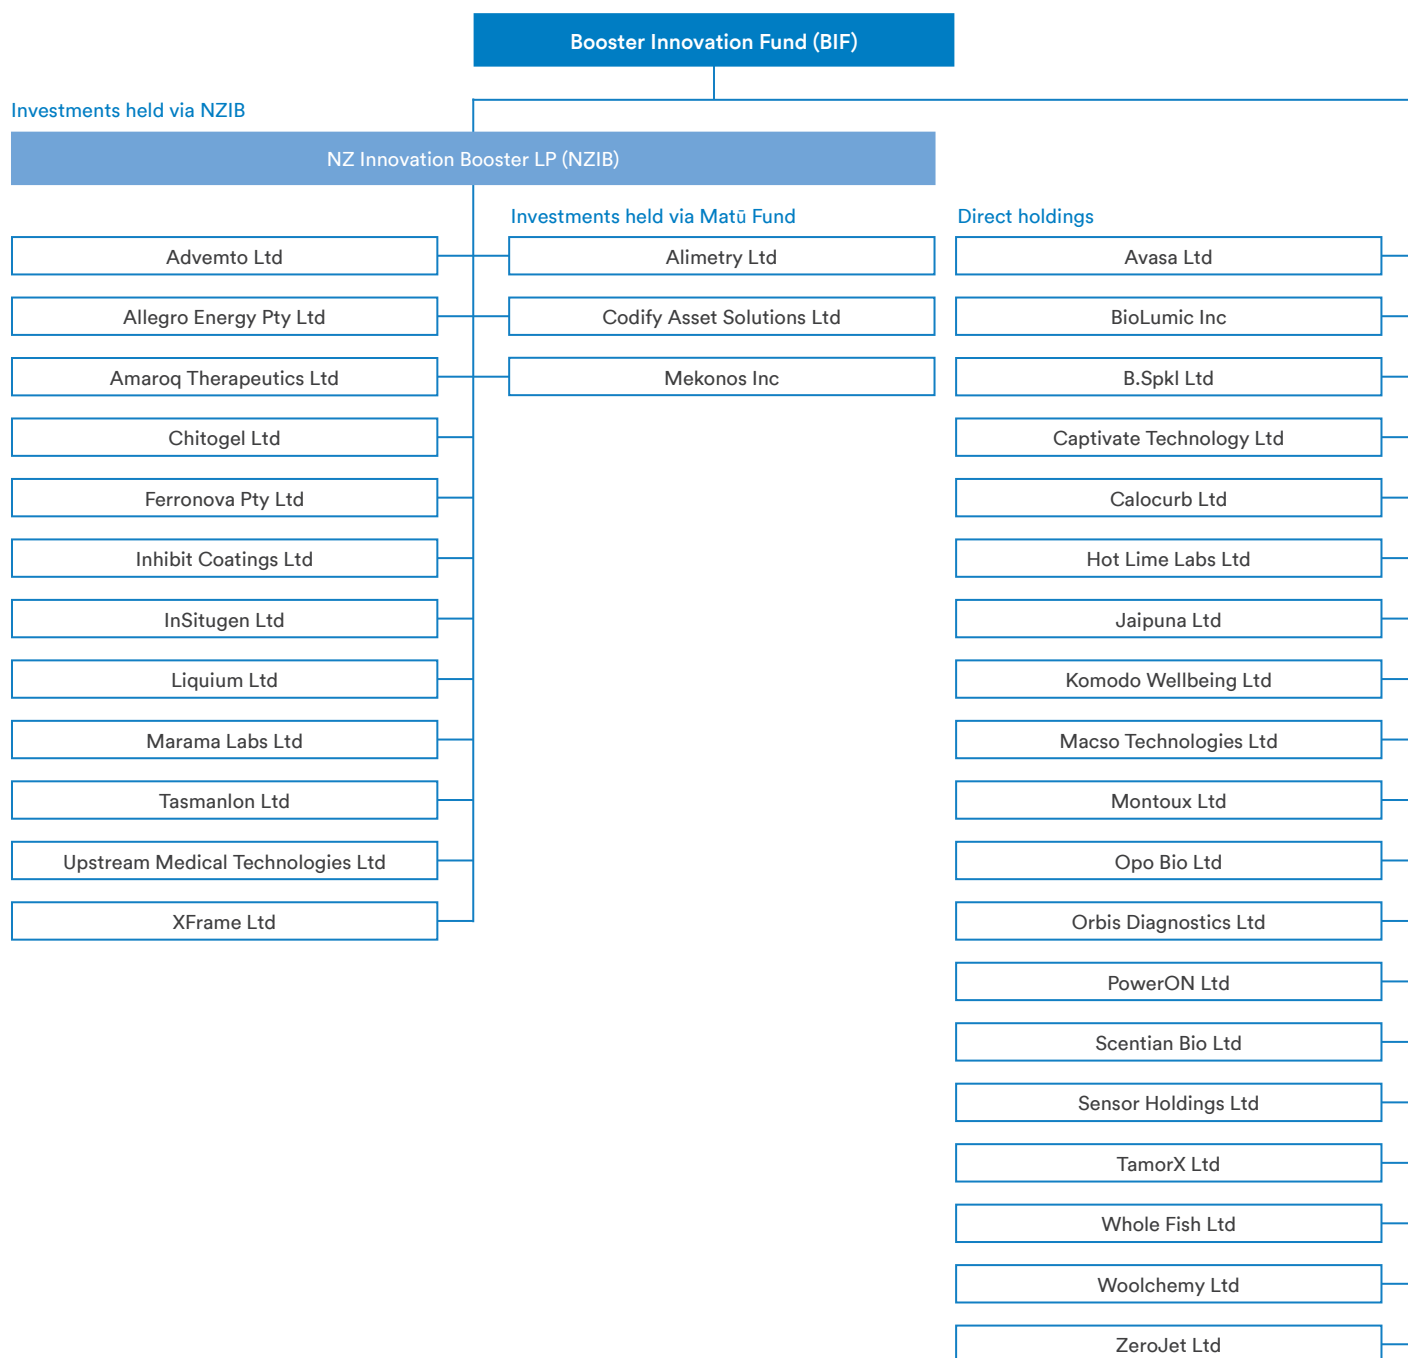 Booster Innovation Fund (BIF)
Investments held via NZIB
NZ Innovation Booster LP (NZIB)
Advemto Ltd
Allegro Energy Pty Ltd
Amaroq Therapeutics Ltd
Chitogel Ltd
Ferronova Pty Ltd
Inhibit Coatings Ltd
InSitugen Ltd
Liquium Ltd
Marama Labs Ltd
TasmanIon Ltd
Upstream Medical Technologies Ltd
XFrame Ltd
Investments held via Matū Fund
Alimetry Ltd
Codify Asset Solutions Ltd
Mekonos Inc
Direct holdings
Avasa Ltd
BioLumic Inc
B.Spkl Ltd
Captivate Technology Ltd
Calocurb Ltd
Hot Lime Labs Ltd
Jaipuna Ltd
Komodo Wellbeing Ltd
Macso Technologies Ltd
Montoux Ltd
Opo Bio Ltd
Orbis Diagnostics Ltd
PowerON Ltd
Scentian Bio Ltd
Sensor Holdings Ltd
TamorX Ltd
Whole Fish Ltd
Woolchemy Ltd
ZeroJet Ltd